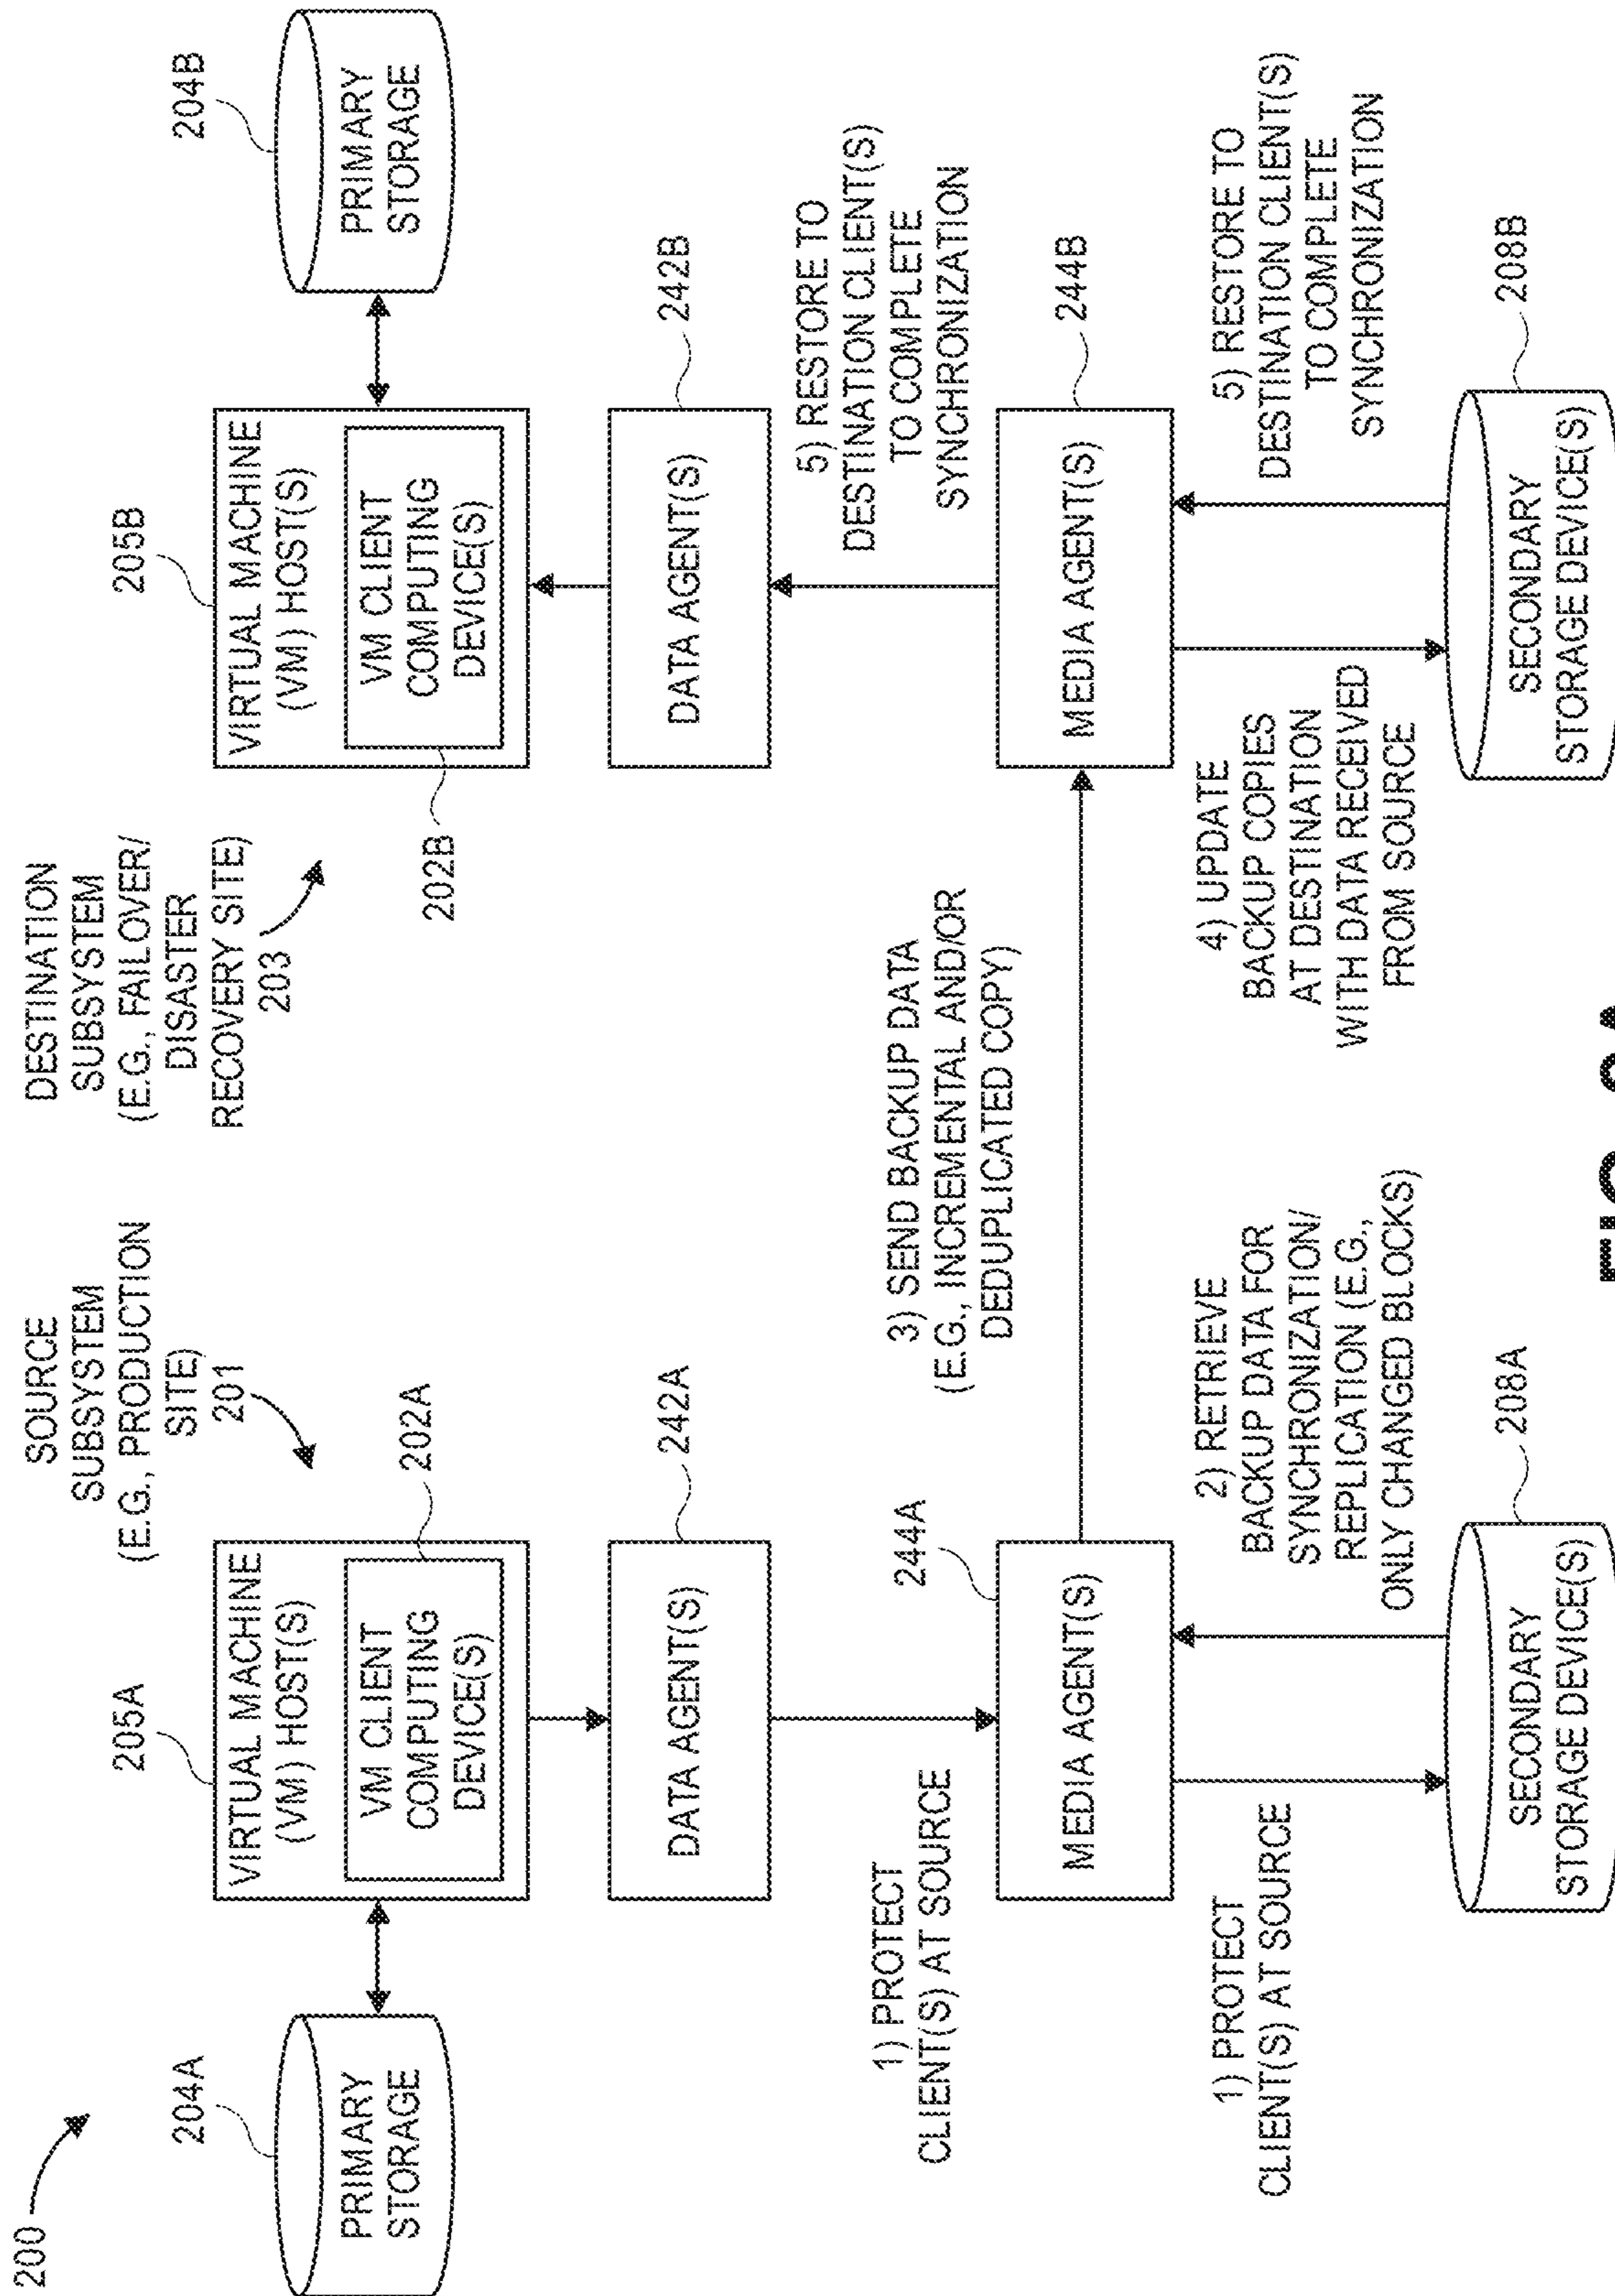 200
SOURCE
SUBSYSTEM
(E.G., PRODUCTION
SITE)
201
DESTINATION
SUBSYSTEM
(E.G., FAILOVER/
DISASTER
RECOVERY SITE)
203
204A
PRIMARY
STORAGE
205A
VIRTUAL MACHINE
(VM) HOST(S)
VM CLIENT
COMPUTING
DEVICE(S)
202A
205B
VIRTUAL MACHINE
(VM) HOST(S)
VM CLIENT
COMPUTING
DEVICE(S)
202B
204B
PRIMARY
STORAGE
DATA AGENT(S)
242A
DATA AGENT(S)
242B
1) PROTECT
CLIENT(S) AT SOURCE
244A
3) SEND BACKUP DATA
(E.G., INCREMENTAL AND/OR
DEDUPLICATED COPY)
5) RESTORE TO
DESTINATION CLIENT(S)
TO COMPLETE
SYNCHRONIZATION
MEDIA AGENT(S)
MEDIA AGENT(S)
244B
1) PROTECT
CLIENT(S) AT SOURCE
2) RETRIEVE
BACKUP DATA FOR
SYNCHRONIZATION/
REPLICATION (E.G.,
ONLY CHANGED BLOCKS)
4) UPDATE
BACKUP COPIES
AT DESTINATION
WITH DATA RECEIVED
FROM SOURCE
5) RESTORE TO
DESTINATION CLIENT(S)
TO COMPLETE
SYNCHRONIZATION
SECONDARY
STORAGE DEVICE(S)
208A
SECONDARY
STORAGE DEVICE(S)
208B